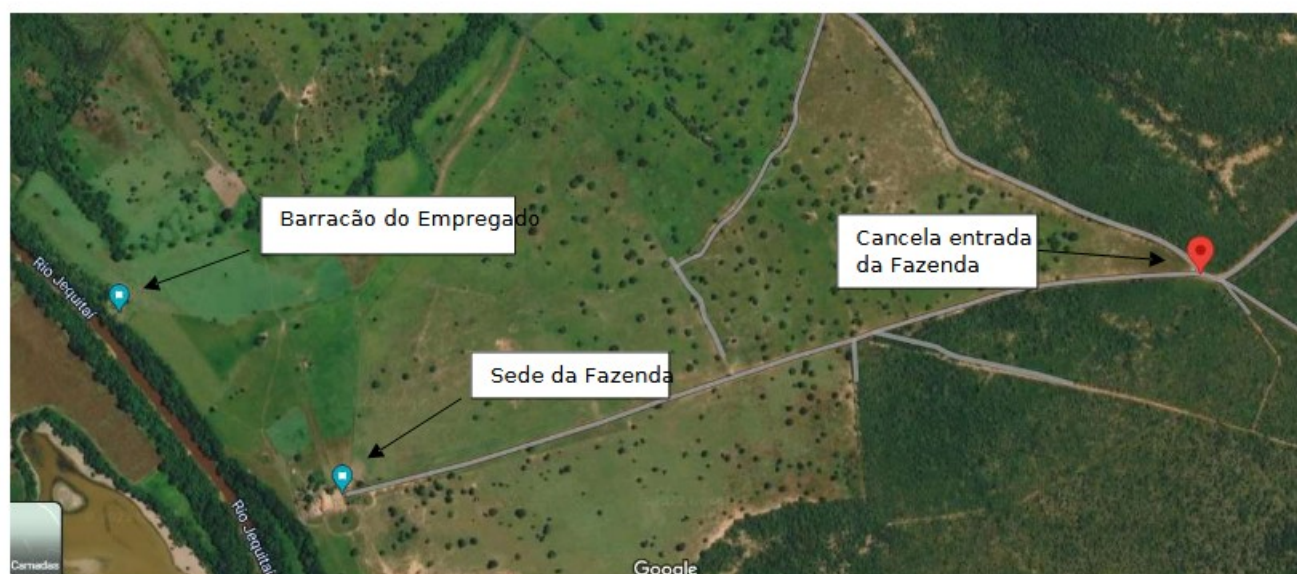 Barracão do Empregado
Cancela entrada
da Fazenda
Rio Jequitaí
Sede da Fazenda
Rio Jequitaí
Camadas
Google